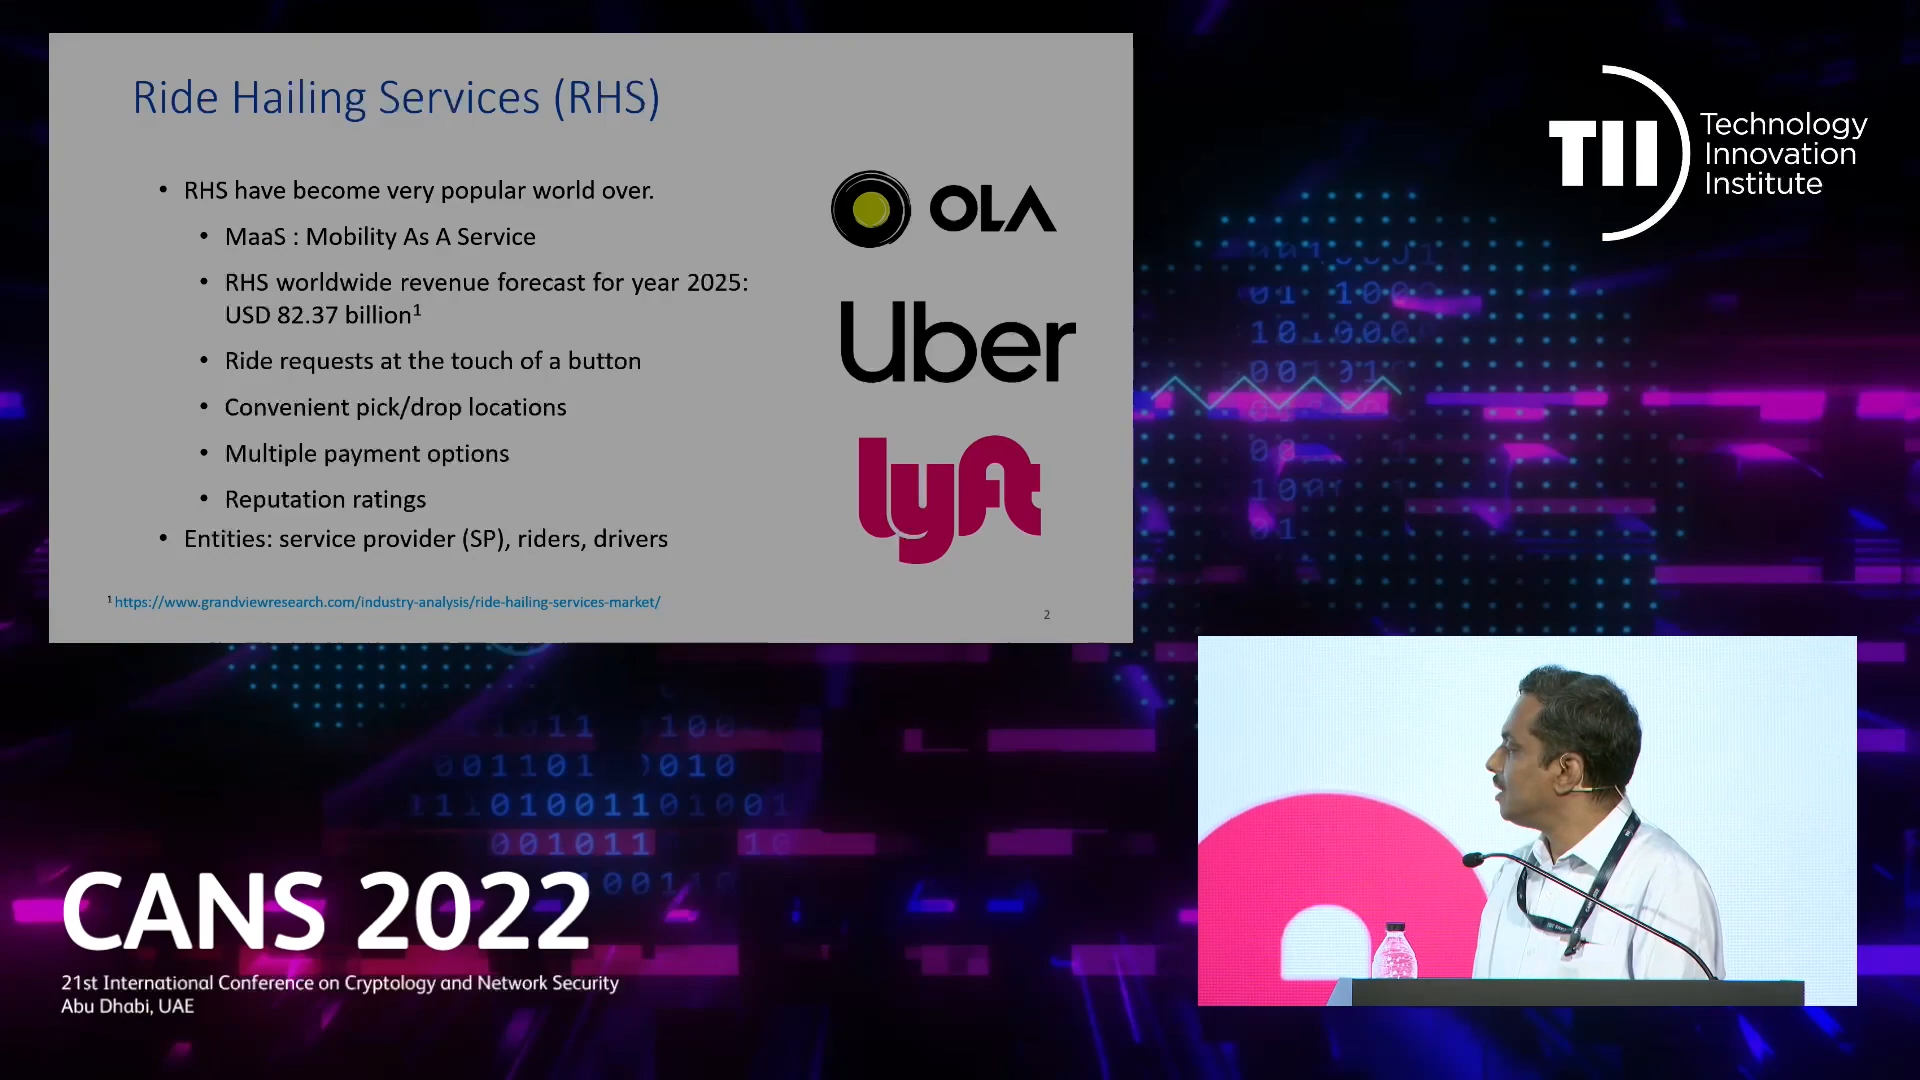 Ride Hailing Services (RHS)
• RHS have become very popular world over.
• MaaS : Mobility As A Service
• RHS worldwide revenue forecast for year 2025:
USD 82.37 billion¹
• Ride requests at the touch of a button
• Convenient pick/drop locations
• Multiple payment options
• Reputation ratings
• Entities: service provider (SP), riders, drivers
¹ https://www.grandviewresearch.com/industry-analysis/ride-hailing-services-market/
2
OLA
Uber
lyft
TII
Technology
Innovation
Institute
001011
CANS 2022
21st International Conference on Cryptology and Network Security
Abu Dhabi, UAE